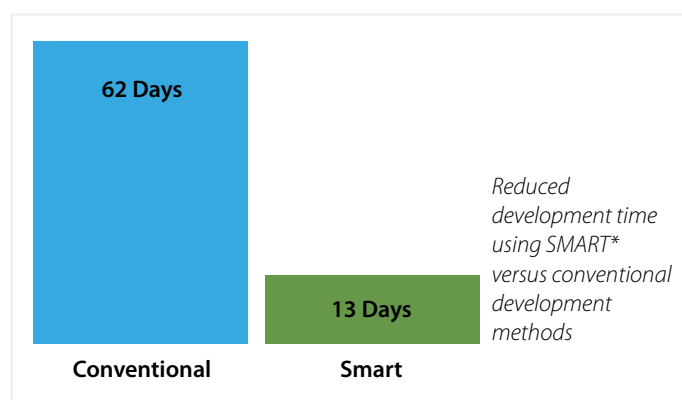 62 Days
13 Days
Conventional
Smart
Reduced
development time
using SMART*
versus conventional
development
methods